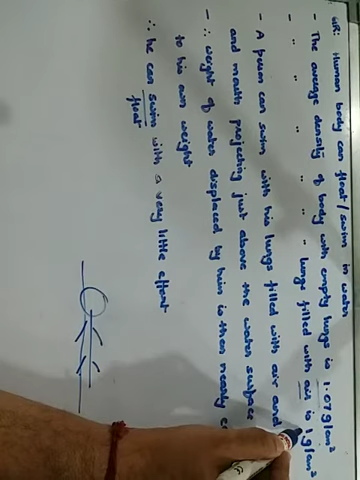 GR: Human body can float/swim in water
- The average density of body with empty lungs is 1.07g/cm³
- " " " " " " lungs filled with air is 1g/cm³
- A person can swim with his lungs filled with air and
and mouth projecting just above the water surface
- ∴ weight of water displaced by him is then nearly
to his own weight
∴ he can swim with a very little effort
float